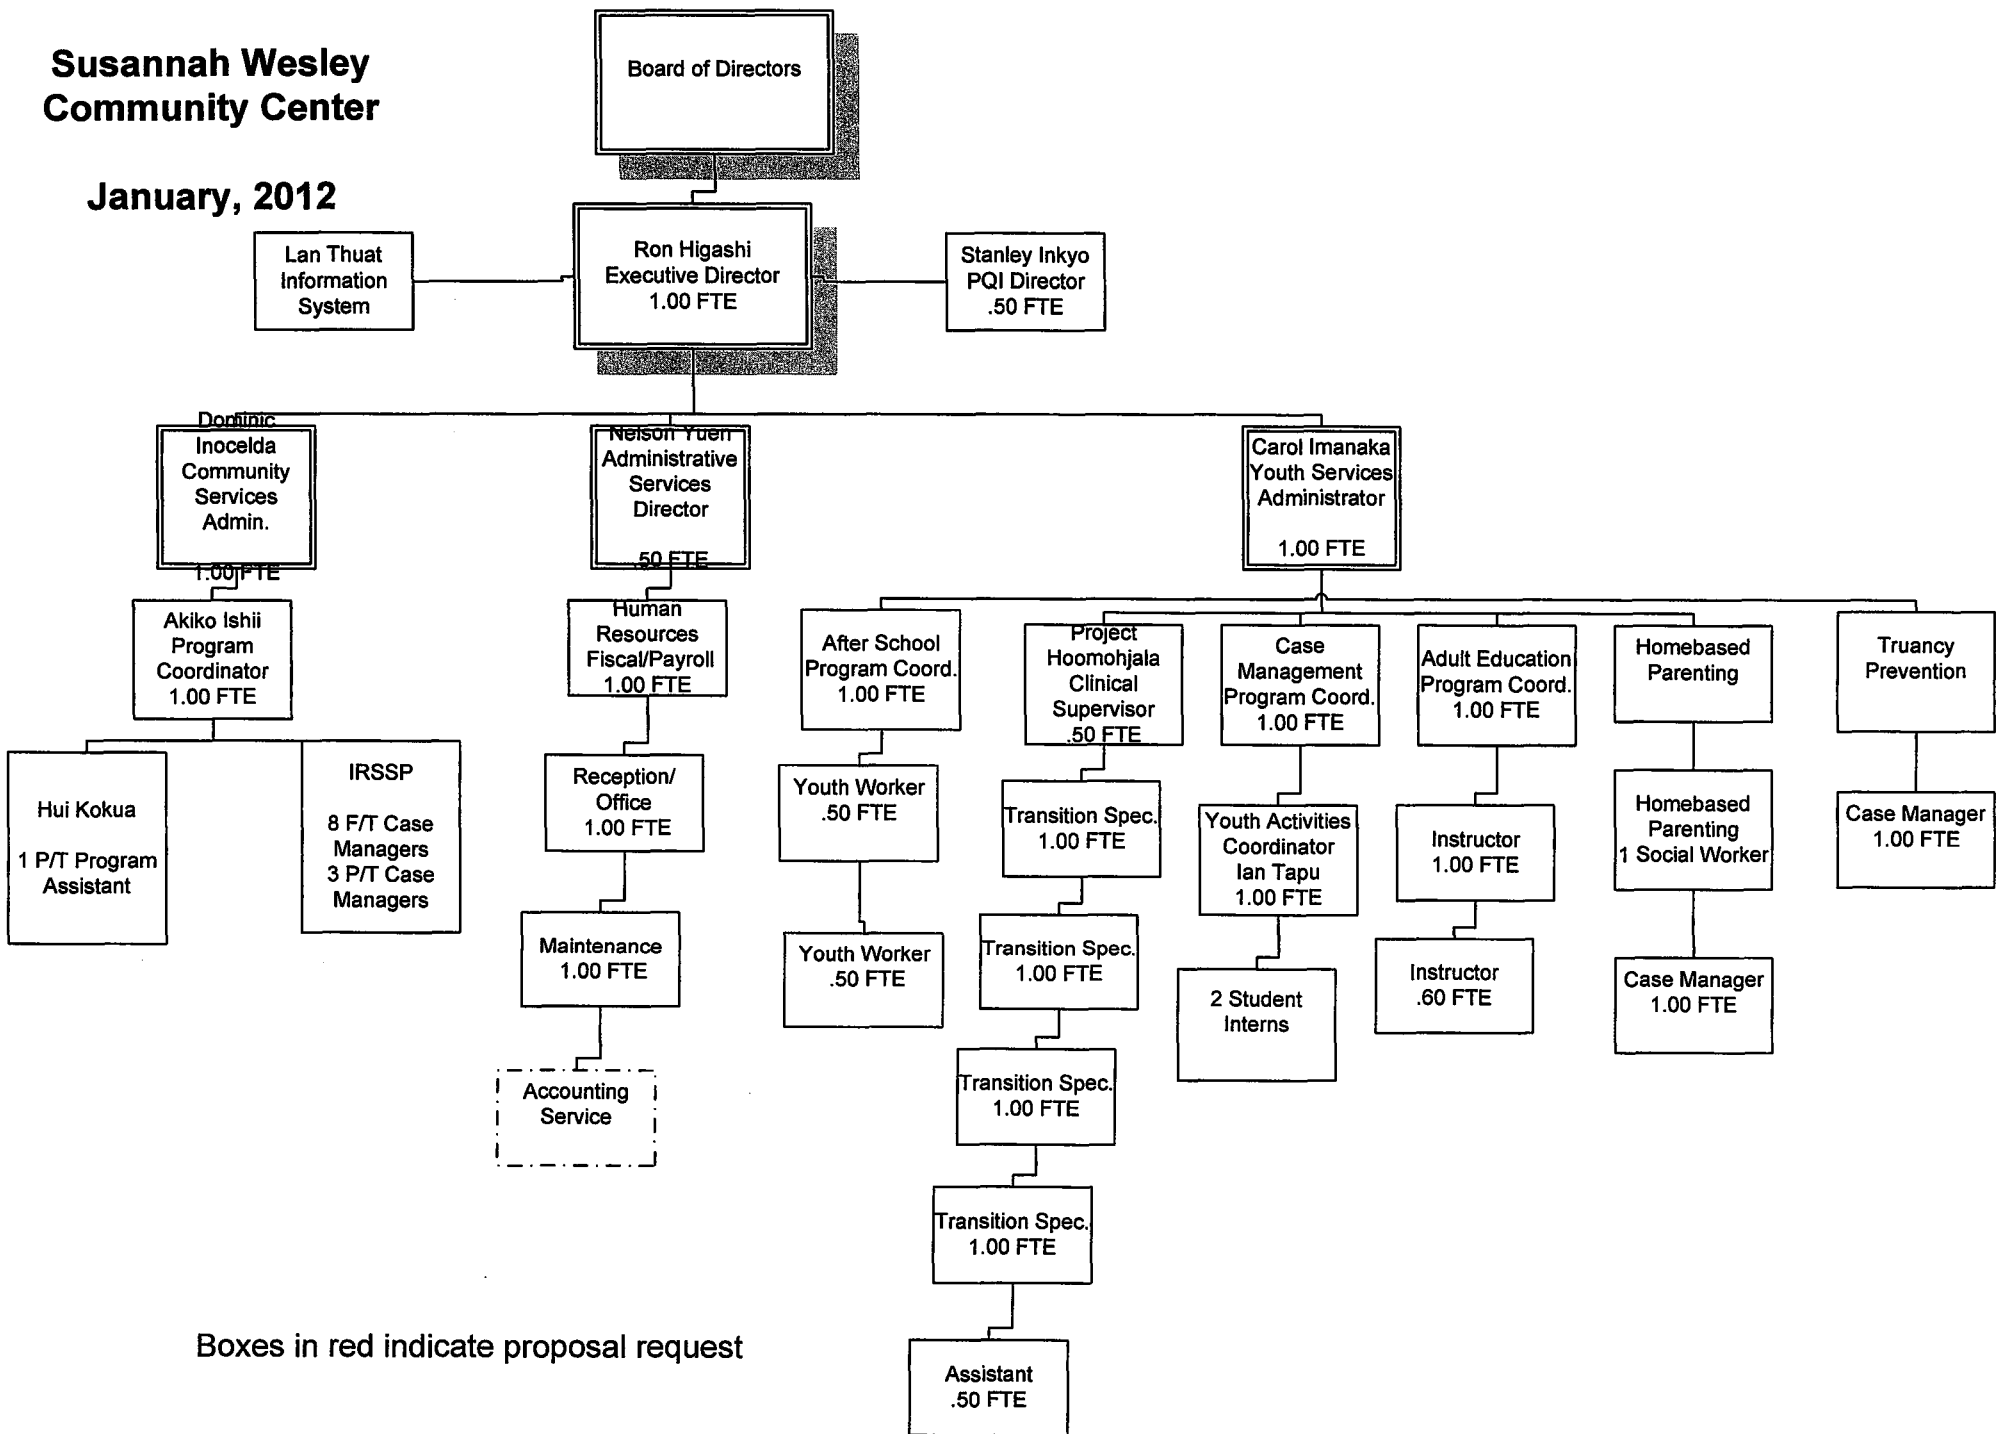 Susannah Wesley
Community Center
January, 2012
Board of Directors
Lan Thuat
Information
System
Ron Higashi
Executive Director
1.00 FTE
Stanley Inkyo
PQI Director
.50 FTE
Dominic
Inocelda
Community
Services
Admin.
1.00 FTE
Nelson Yuen
Administrative
Services
Director
.50 FTE
Carol Imanaka
Youth Services
Administrator
1.00 FTE
Akiko Ishii
Program
Coordinator
1.00 FTE
Hui Kokua
1 P/T Program
Assistant
IRSSP
8 F/T Case
Managers
3 P/T Case
Managers
Human
Resources
Fiscal/Payroll
1.00 FTE
Reception/
Office
1.00 FTE
Maintenance
1.00 FTE
Accounting
Service
After School
Program Coord.
1.00 FTE
Youth Worker
.50 FTE
Youth Worker
.50 FTE
Project
Hoomohjala
Clinical
Supervisor
.50 FTE
Transition Spec.
1.00 FTE
Transition Spec.
1.00 FTE
Transition Spec.
1.00 FTE
Transition Spec.
1.00 FTE
Assistant
.50 FTE
Case
Management
Program Coord.
1.00 FTE
Youth Activities
Coordinator
Ian Tapu
1.00 FTE
2 Student
Interns
Adult Education
Program Coord.
1.00 FTE
Instructor
1.00 FTE
Instructor
.60 FTE
Homebased
Parenting
Homebased
Parenting
1 Social Worker
Case Manager
1.00 FTE
Truancy
Prevention
Case Manager
1.00 FTE
Boxes in red indicate proposal request